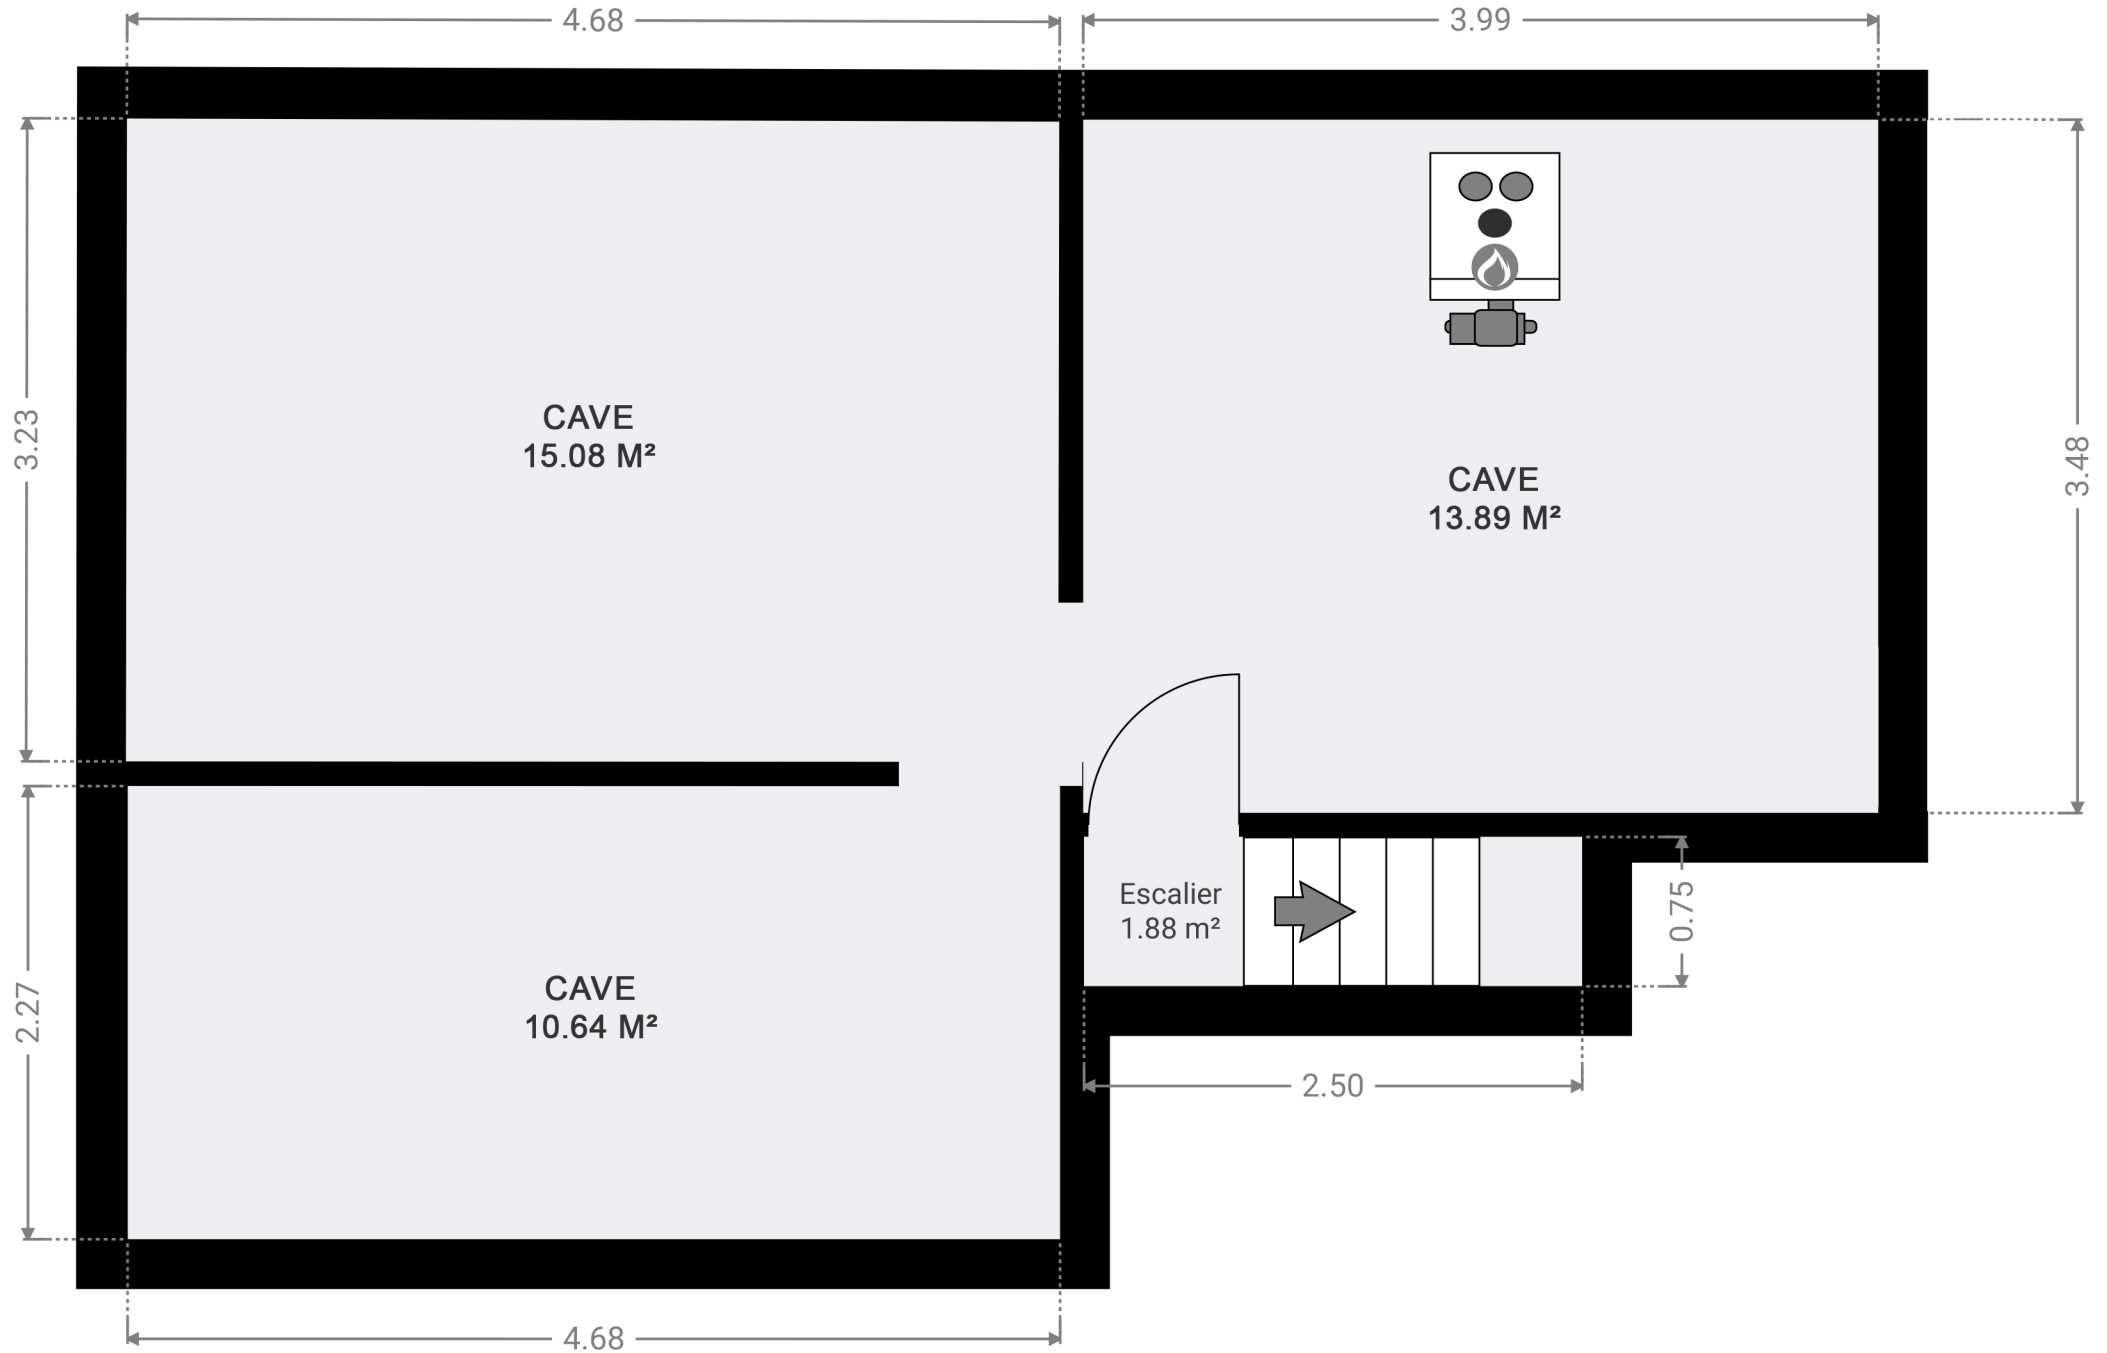 4.68
3.99
3.23
CAVE
15.08 M²
CAVE
13.89 M²
3.48
Escalier
1.88 m²
0.75
CAVE
10.64 M²
2.27
2.50
4.68